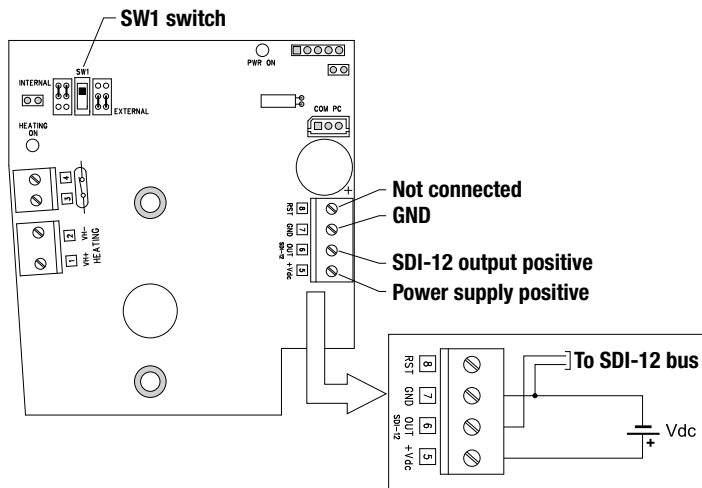 SW1 switch
PWR ON
SW1
INTERNAL
EXTERNAL
COM PC
HEATING
ON
+
4
3
2 VH-
1 VH+
HEATING
RST 8
GND 7
OUT 6
SDI-12
+Vdc 5
Not connected
GND
SDI-12 output positive
Power supply positive
RST 8
GND 7
OUT 6
SDI-12
+Vdc 5
To SDI-12 bus
Vdc
+